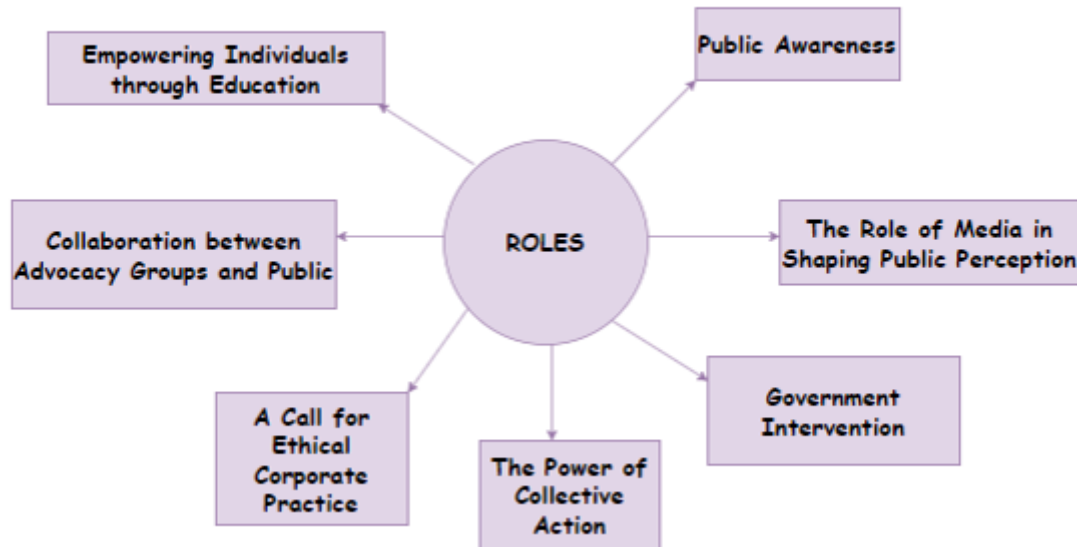 Empowering Individuals
through Education
Public Awareness
Collaboration between
Advocacy Groups and Public
ROLES
The Role of Media in
Shaping Public Perception
A Call for
Ethical
Corporate
Practice
The Power of
Collective
Action
Government
Intervention